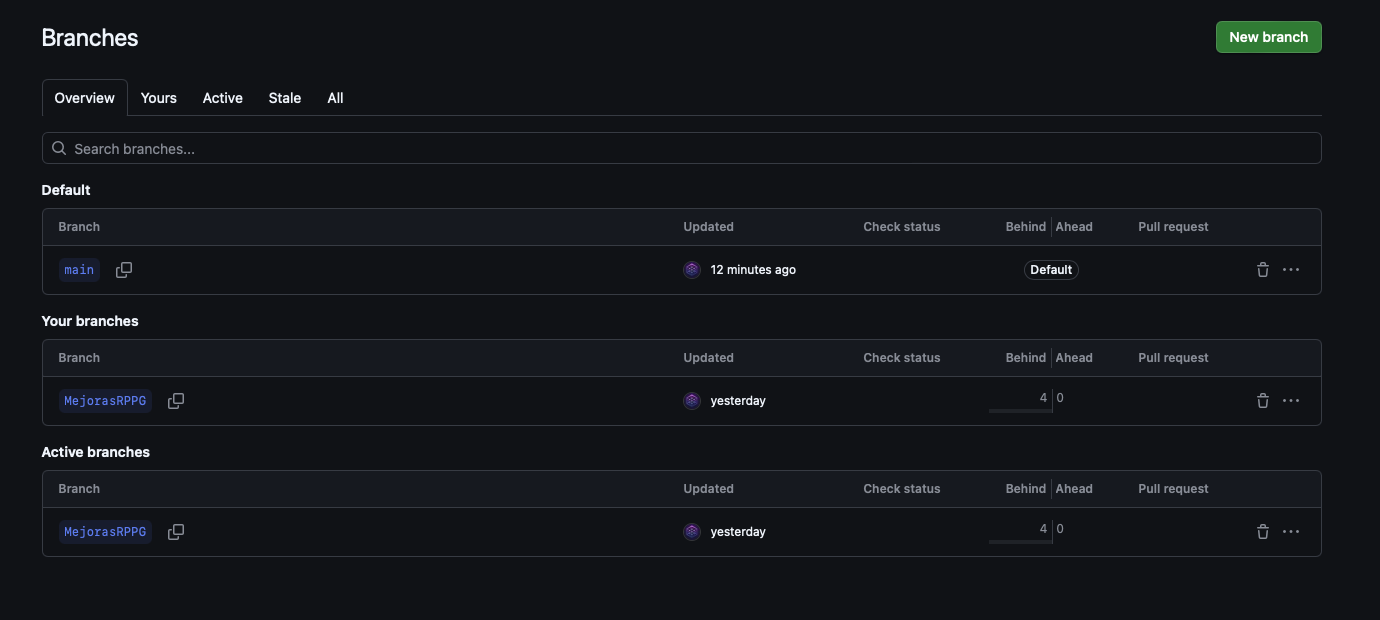 Branches
New branch
Overview Yours Active Stale All
Search branches...
Default
Branch Updated Check status Behind Ahead Pull request
main 12 minutes ago Default
Your branches
Branch Updated Check status Behind Ahead Pull request
MejorasRPPG yesterday 4 0
Active branches
Branch Updated Check status Behind Ahead Pull request
MejorasRPPG yesterday 4 0